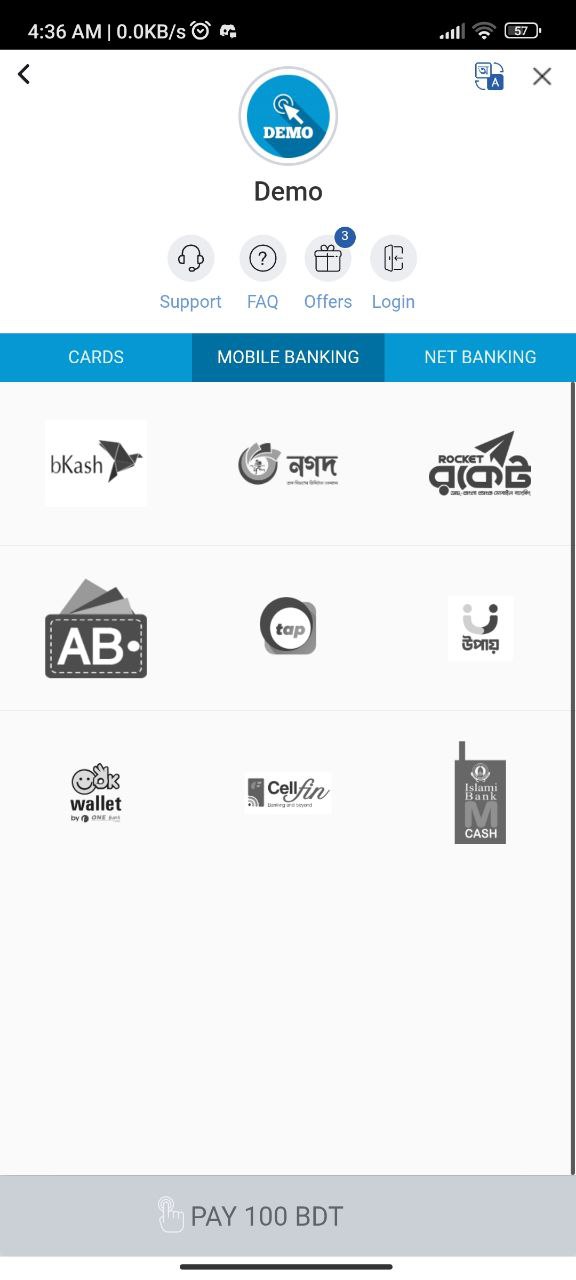 4:36 AM | 0.0KB/s
57
অ
A
DEMO
Demo
3
?
Support FAQ Offers Login
CARDS MOBILE BANKING NET BANKING
bKash
নগদ
ROCKET
রকেট
AB
tap
উপায়
ok
wallet
by ONE Bank
Cellfin
Banking and beyond
Islami
Bank
M
CASH
PAY 100 BDT